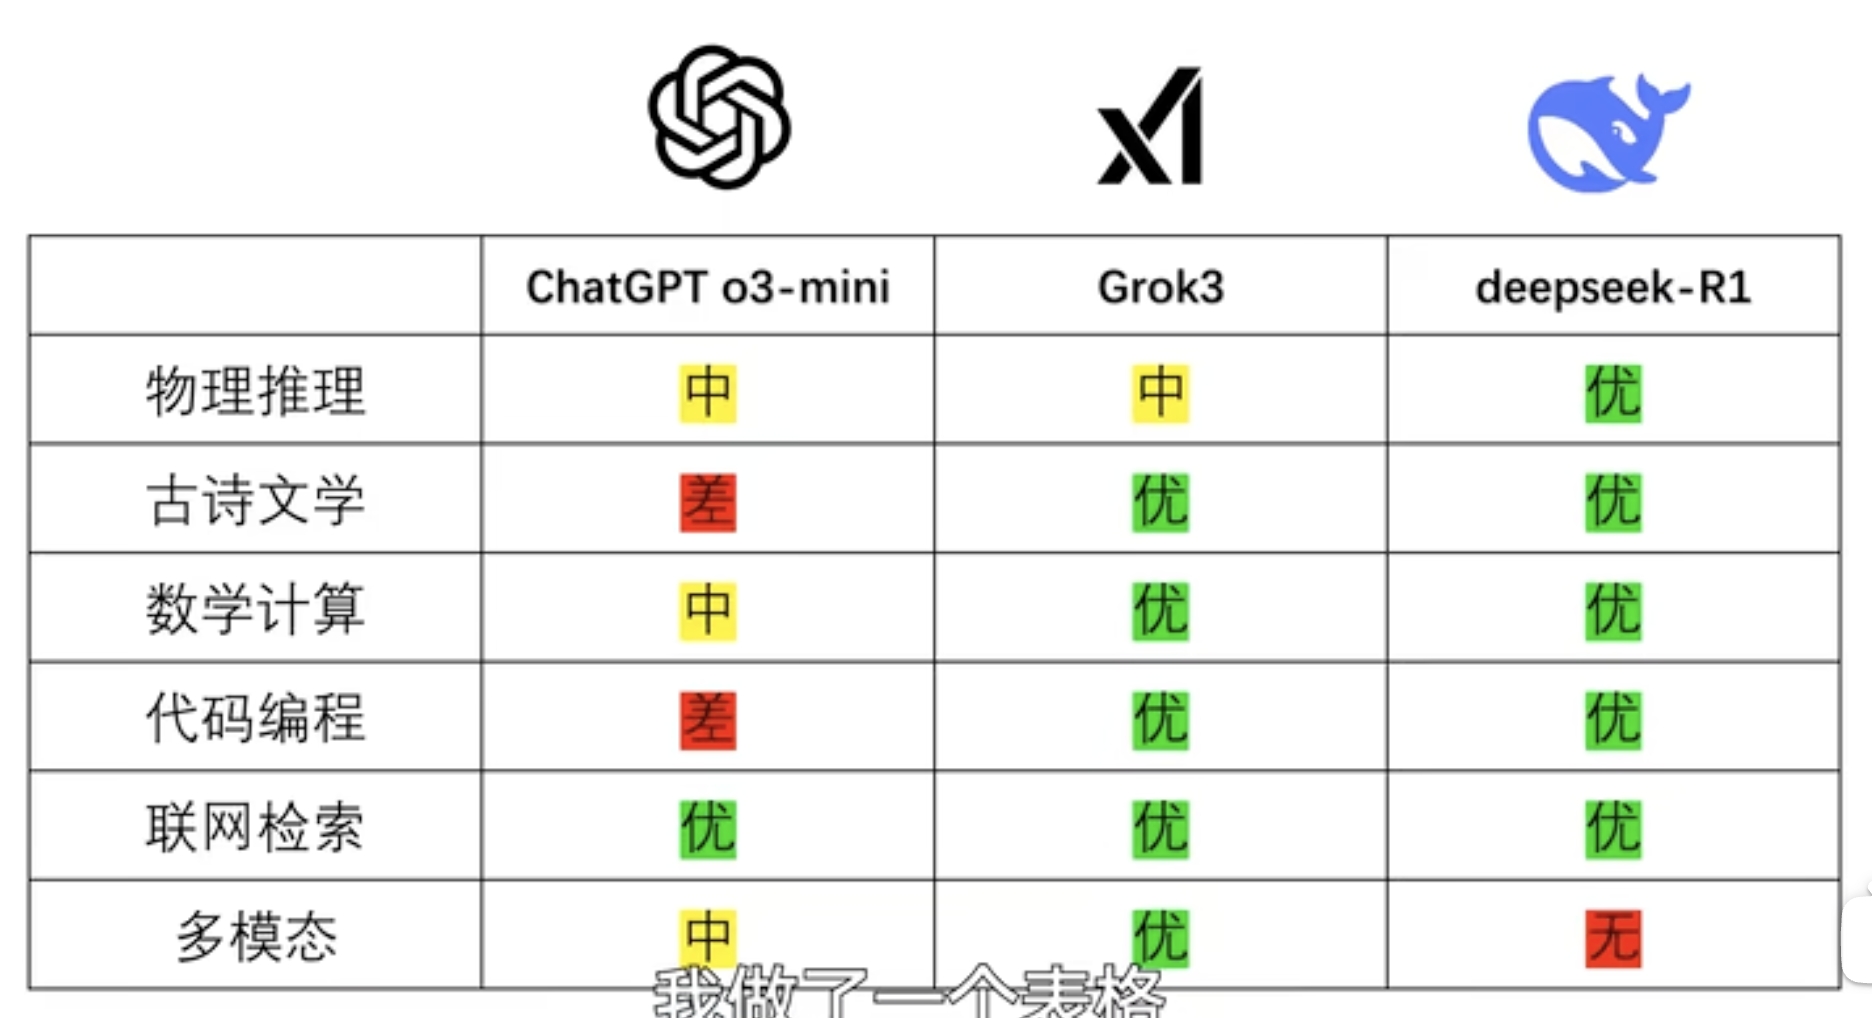 ChatGPT o3-mini Grok3 deepseek-R1
物理推理 中 中 优
古诗文学 差 优 优
数学计算 中 优 优
代码编程 差 优 优
联网检索 优 优 优
多模态 中 优 无
我做了一个表格